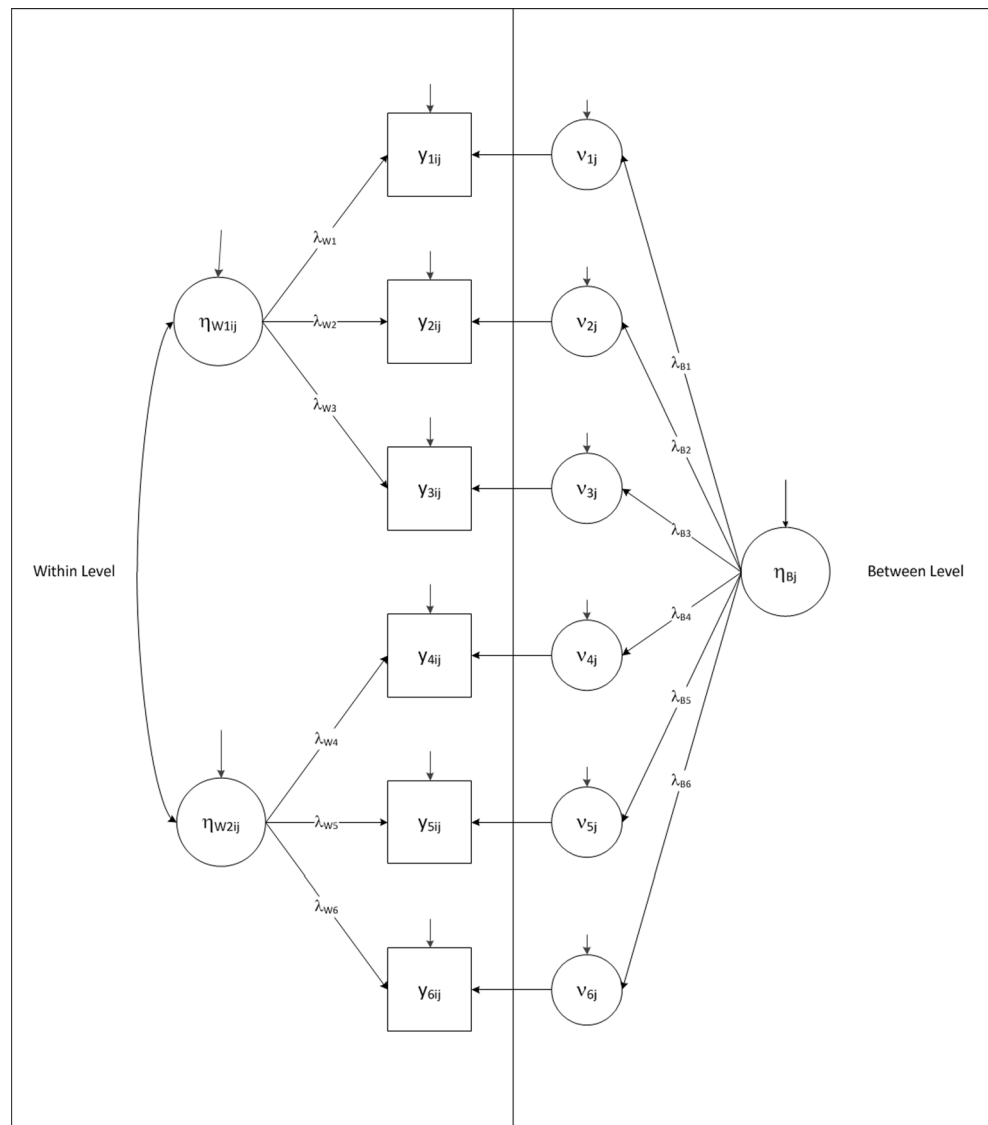 y1ij
ν1j
λW1
ηW1ij
λW2
y2ij
ν2j
λB1
λW3
λB2
y3ij
ν3j
λB3
Within Level
ηBj
Between Level
λB4
y4ij
ν4j
λB5
λW4
λB6
ηW2ij
λW5
y5ij
ν5j
λW6
y6ij
ν6j